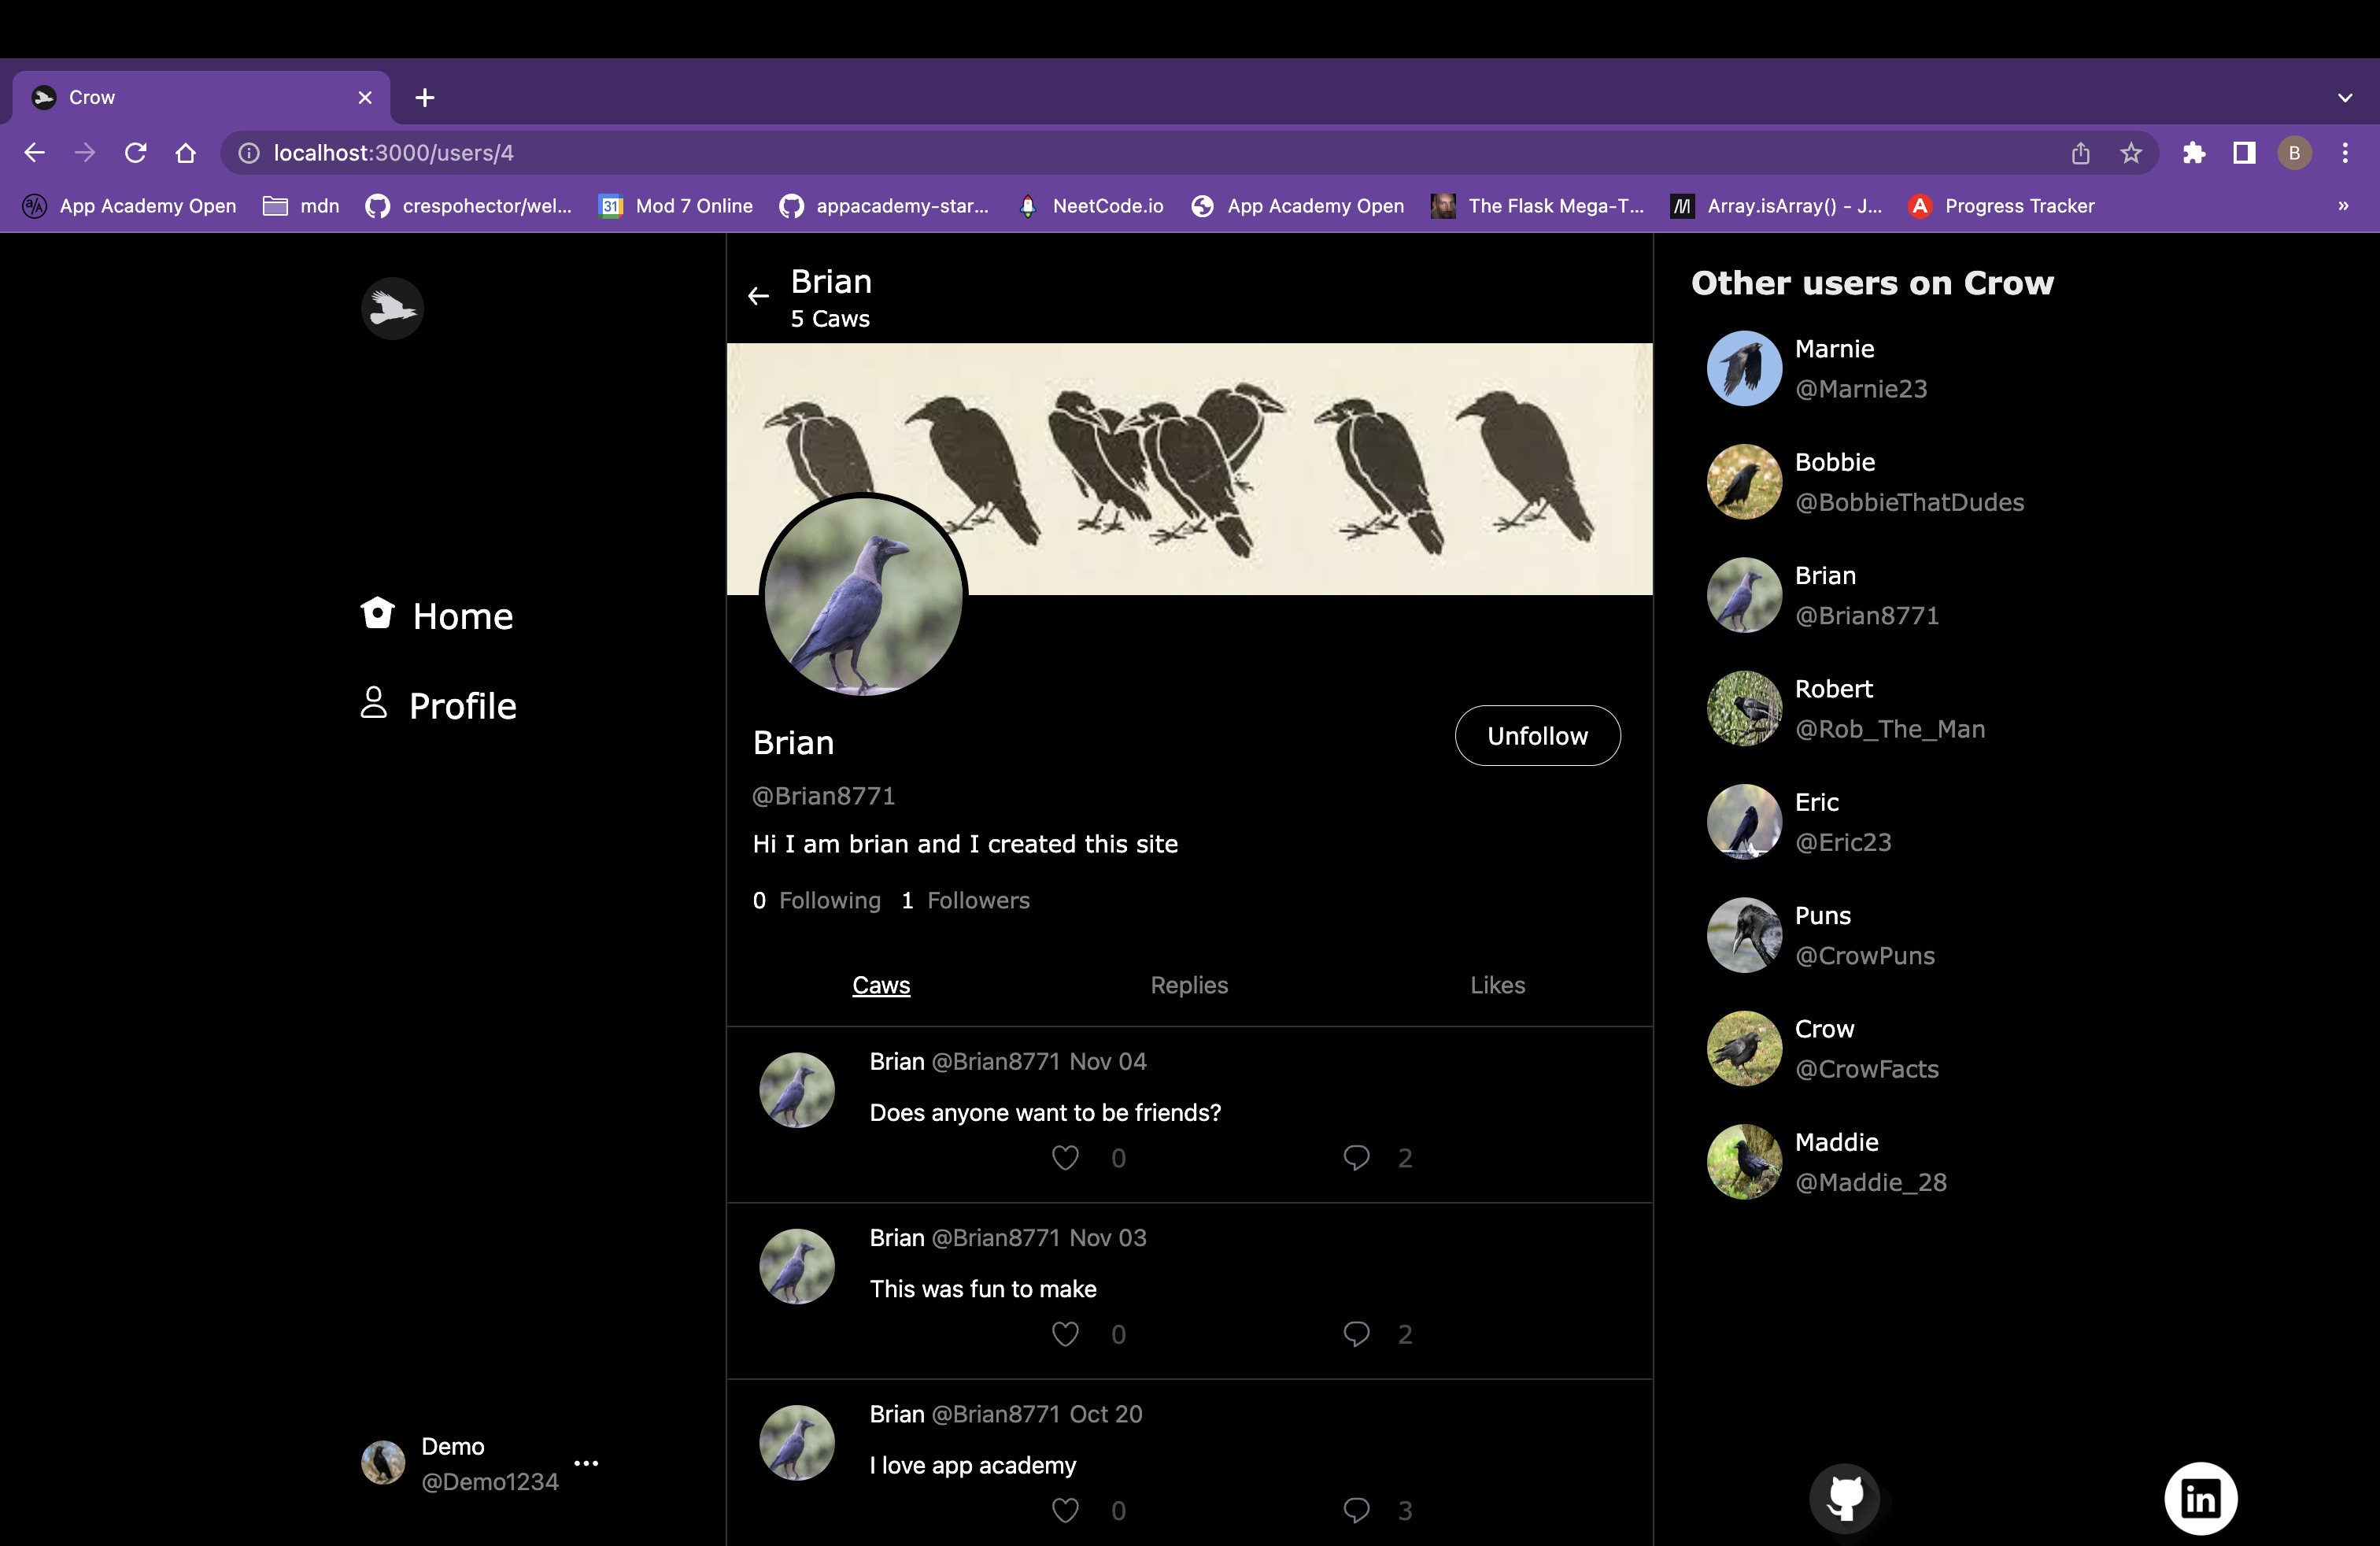 Crow
localhost:3000/users/4
B
App Academy Open
mdn
crespohector/wel...
31
Mod 7 Online
appacademy-star...
NeetCode.io
App Academy Open
The Flask Mega-T...
Array.isArray() - J...
A
Progress Tracker
»
Home
Profile
Demo
@Demo1234
Brian
5 Caws
Brian
Unfollow
@Brian8771
Hi I am brian and I created this site
0 Following 1 Followers
Caws Replies Likes
Brian @Brian8771 Nov 04
Does anyone want to be friends?
0 2
Brian @Brian8771 Nov 03
This was fun to make
0 2
Brian @Brian8771 Oct 20
I love app academy
0 3
Other users on Crow
Marnie
@Marnie23
Bobbie
@BobbieThatDudes
Brian
@Brian8771
Robert
@Rob_The_Man
Eric
@Eric23
Puns
@CrowPuns
Crow
@CrowFacts
Maddie
@Maddie_28
in